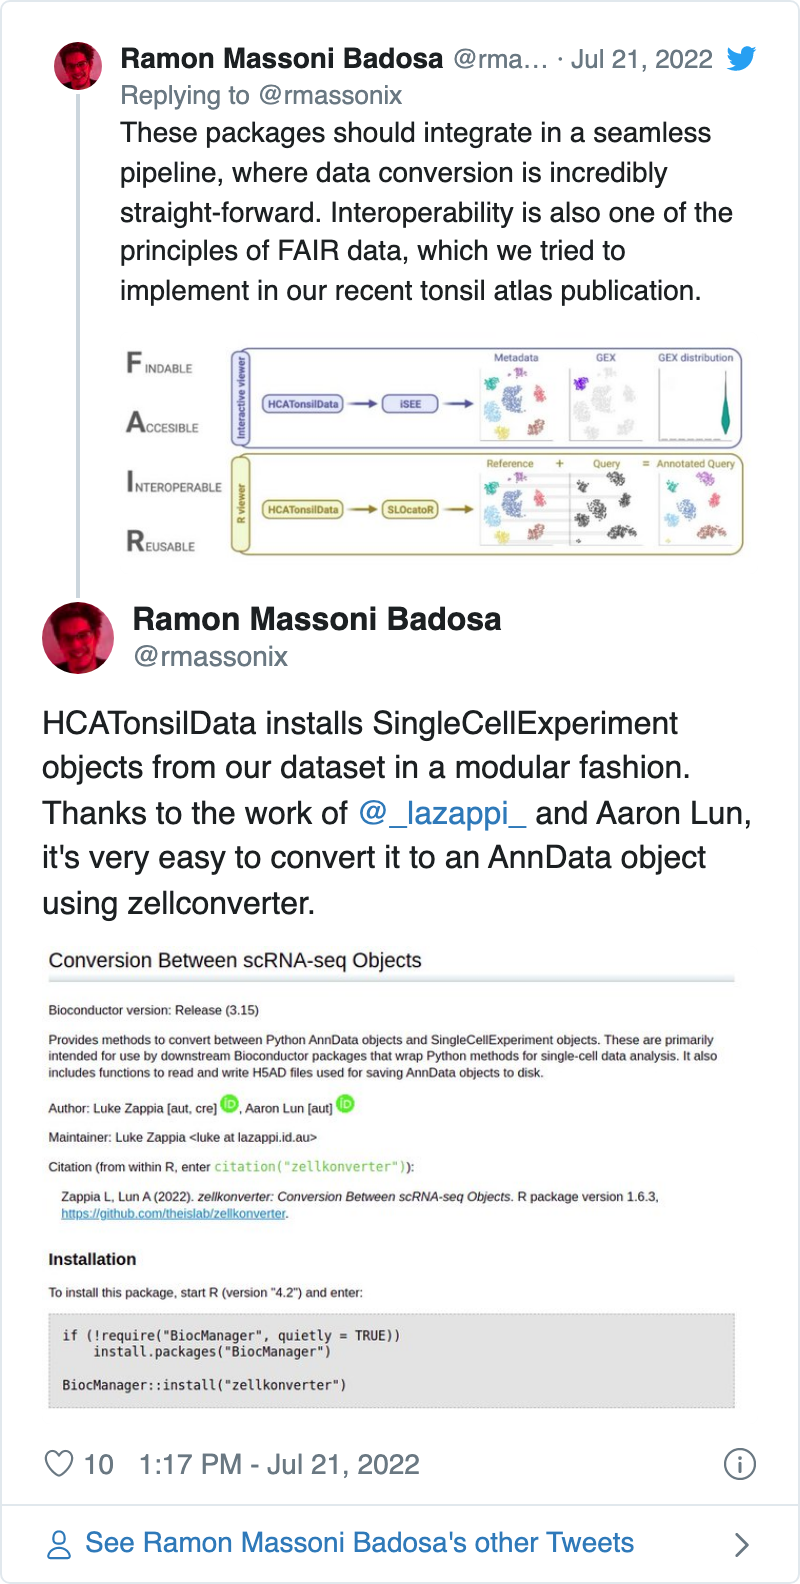 Ramon Massoni Badosa @rma… · Jul 21, 2022
Replying to @rmassonix
These packages should integrate in a seamless
pipeline, where data conversion is incredibly
straight-forward. Interoperability is also one of the
principles of FAIR data, which we tried to
implement in our recent tonsil atlas publication.
FINDABLE
ACCESIBLE
INTEROPERABLE
REUSABLE
Interactive viewer
HCATonsilData
iSEE
Metadata
GEX
GEX distribution
R viewer
HCATonsilData
SLOcatoR
Reference + Query = Annotated Query
Ramon Massoni Badosa
@rmassonix
HCATonsilData installs SingleCellExperiment
objects from our dataset in a modular fashion.
Thanks to the work of @_lazappi_ and Aaron Lun,
it's very easy to convert it to an AnnData object
using zellconverter.
Conversion Between scRNA-seq Objects
Bioconductor version: Release (3.15)
Provides methods to convert between Python AnnData objects and SingleCellExperiment objects. These are primarily
intended for use by downstream Bioconductor packages that wrap Python methods for single-cell data analysis. It also
includes functions to read and write H5AD files used for saving AnnData objects to disk.
Author: Luke Zappia [aut, cre] iD, Aaron Lun [aut] iD
Maintainer: Luke Zappia <luke at lazappi.id.au>
Citation (from within R, enter citation("zellkonverter")):
Zappia L, Lun A (2022). zellkonverter: Conversion Between scRNA-seq Objects. R package version 1.6.3,
https://github.com/theislab/zellkonverter.
Installation
To install this package, start R (version "4.2") and enter:
if (!require("BiocManager", quietly = TRUE))
install.packages("BiocManager")
BiocManager::install("zellkonverter")
10 1:17 PM - Jul 21, 2022
See Ramon Massoni Badosa's other Tweets